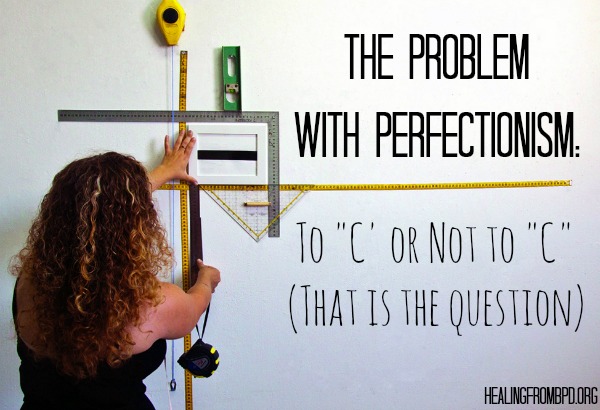 THE PROBLEM
WITH PERFECTIONISM:
TO "C' OR NOT TO "C"
(THAT IS THE QUESTION)
HEALINGFROMBPD.ORG